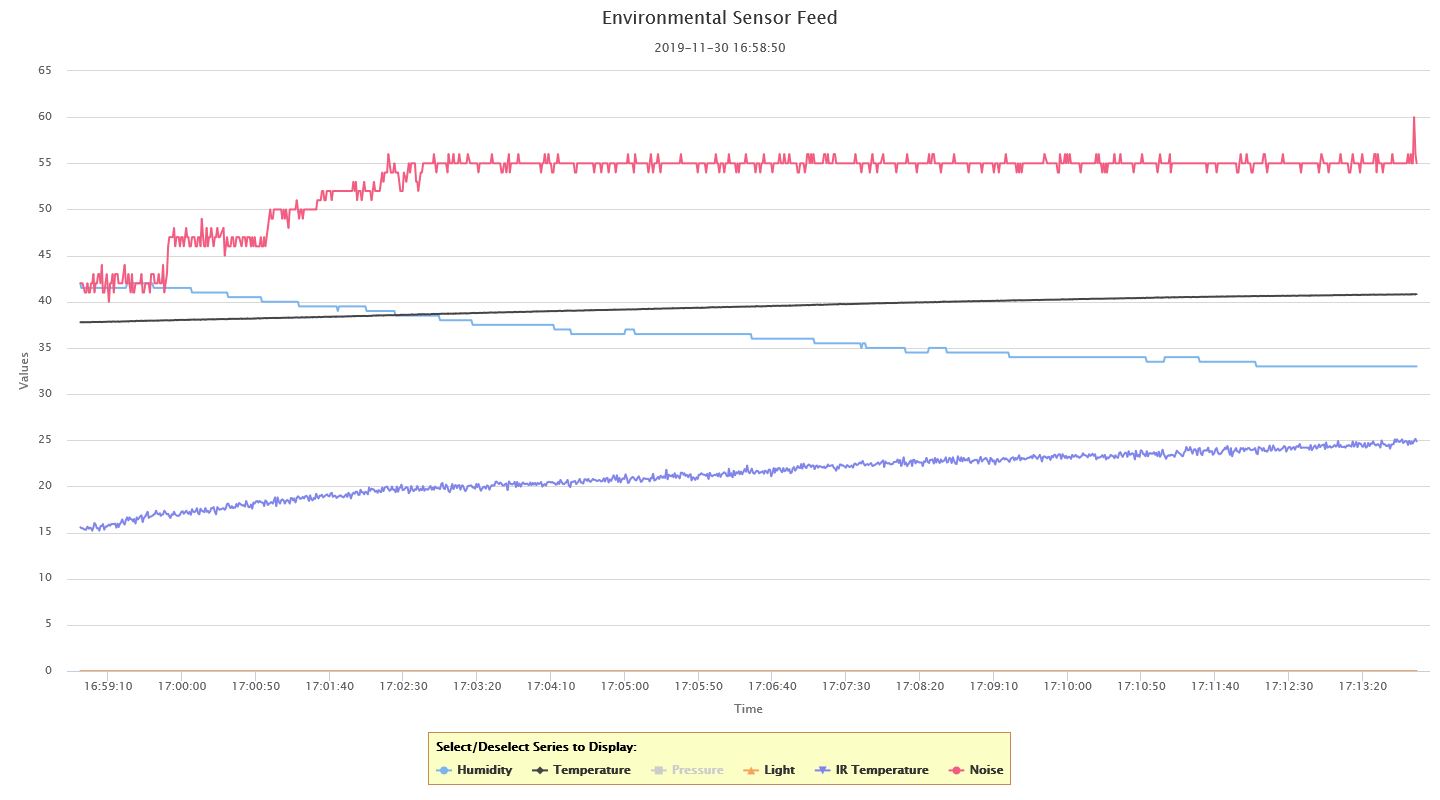 Environmental Sensor Feed
2019-11-30 16:58:50
65
60
55
50
45
40
35
30
25
20
15
10
5
0
Values
16:59:10 17:00:00 17:00:50 17:01:40 17:02:30 17:03:20 17:04:10 17:05:00 17:05:50 17:06:40 17:07:30 17:08:20 17:09:10 17:10:00 17:10:50 17:11:40 17:12:30 17:13:20
Time
Select/Deselect Series to Display:
Humidity Temperature Pressure Light IR Temperature Noise